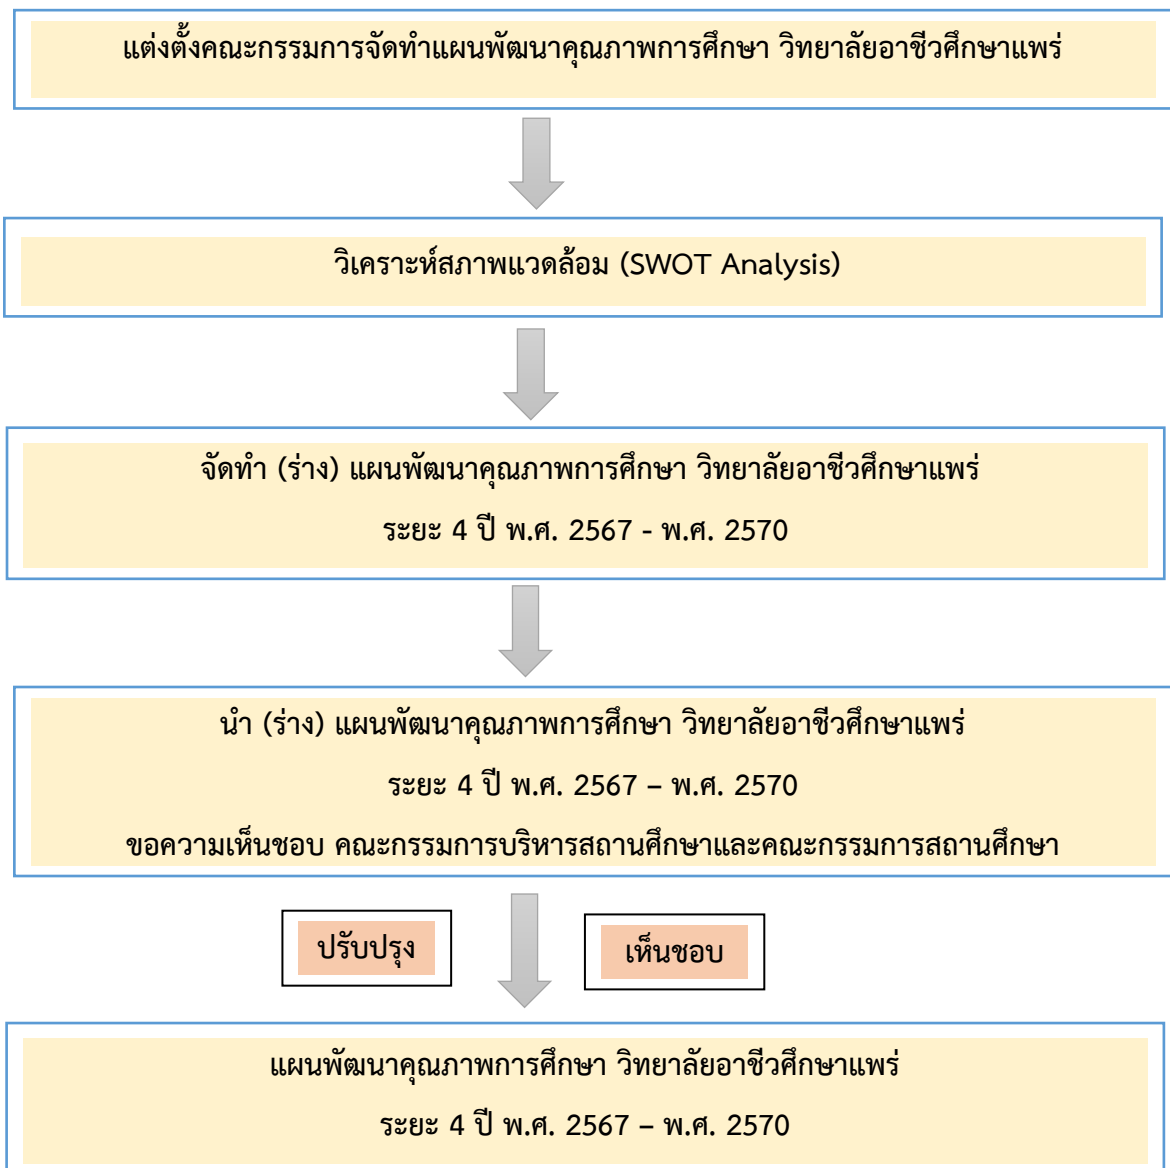 แต่งตั้งคณะกรรมการจัดทำแผนพัฒนาคุณภาพการศึกษา วิทยาลัยอาชีวศึกษาแพร่
วิเคราะห์สภาพแวดล้อม (SWOT Analysis)
จัดทำ (ร่าง) แผนพัฒนาคุณภาพการศึกษา วิทยาลัยอาชีวศึกษาแพร่
ระยะ 4 ปี พ.ศ. 2567 - พ.ศ. 2570
นำ (ร่าง) แผนพัฒนาคุณภาพการศึกษา วิทยาลัยอาชีวศึกษาแพร่
ระยะ 4 ปี พ.ศ. 2567 – พ.ศ. 2570
ขอความเห็นชอบ คณะกรรมการบริหารสถานศึกษาและคณะกรรมการสถานศึกษา
ปรับปรุง
เห็นชอบ
แผนพัฒนาคุณภาพการศึกษา วิทยาลัยอาชีวศึกษาแพร่
ระยะ 4 ปี พ.ศ. 2567 – พ.ศ. 2570